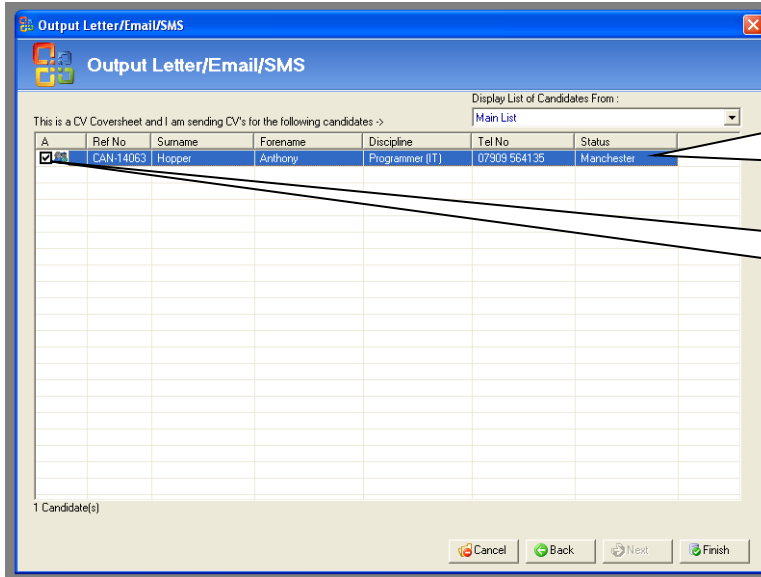 Output Letter/Email/SMS
Output Letter/Email/SMS
Display List of Candidates From :
This is a CV Coversheet and I am sending CV's for the following candidates ->
Main List
A Ref No Surname Forename Discipline Tel No Status
CAN-14063 Hopper Anthony Programmer (IT) 07909 564135 Manchester
1 Candidate(s)
Cancel Back Next Finish